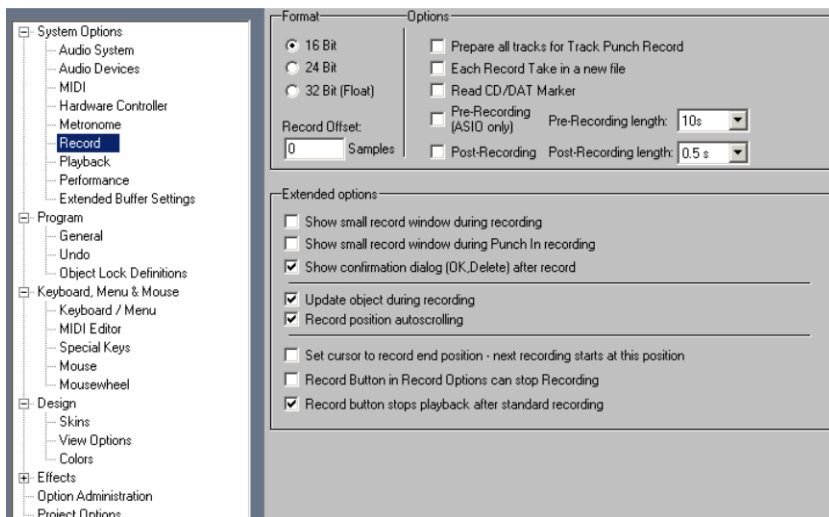 System Options
Audio System
Audio Devices
MIDI
Hardware Controller
Metronome
Record
Playback
Performance
Extended Buffer Settings
Program
General
Undo
Object Lock Definitions
Keyboard, Menu & Mouse
Keyboard / Menu
MIDI Editor
Special Keys
Mouse
Mousewheel
Design
Skins
View Options
Colors
Effects
Option Administration
Project Options
Format
16 Bit
24 Bit
32 Bit (Float)
Record Offset:
0 Samples
Options
Prepare all tracks for Track Punch Record
Each Record Take in a new file
Read CD/DAT Marker
Pre-Recording
(ASIO only)
Pre-Recording length: 10s
Post-Recording Post-Recording length: 0.5 s
Extended options
Show small record window during recording
Show small record window during Punch In recording
Show confirmation dialog (OK,Delete) after record
Update object during recording
Record position autoscrolling
Set cursor to record end position - next recording starts at this position
Record Button in Record Options can stop Recording
Record button stops playback after standard recording